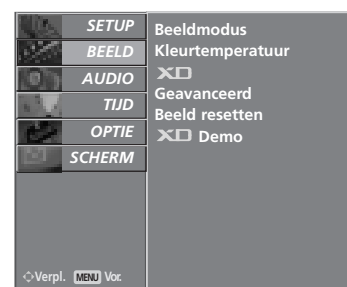 SETUP
BEELD
AUDIO
TIJD
OPTIE
SCHERM
Beeldmodus
Kleurtemperatuur
XD
Geavanceerd
Beeld resetten
XD Demo
Verpl. MENU Vor.